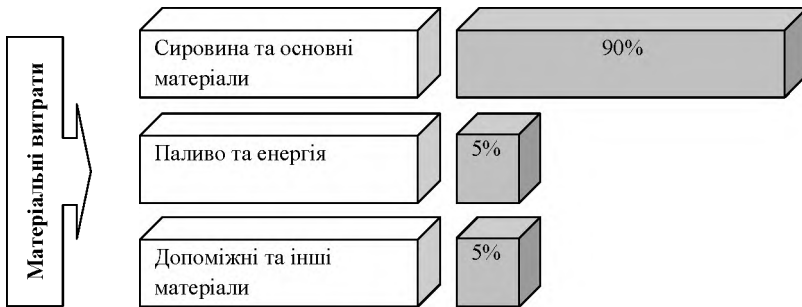 Матеріальні витрати
Сировина та основні
матеріали
90%
Паливо та енергія
5%
Допоміжні та інші
матеріали
5%